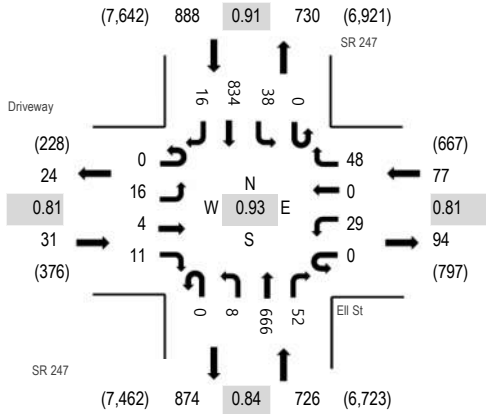 (7,642) 888 0.91 730 (6,921)
SR 247
Driveway
16 834 38 0
(228)
24
0.81
31
(376)
0
16
4
11
N
W 0.93 E
S
48
0
29
0
(667)
77
0.81
94
(797)
0 8 666 52
Ell St
SR 247
(7,462) 874 0.84 726 (6,723)